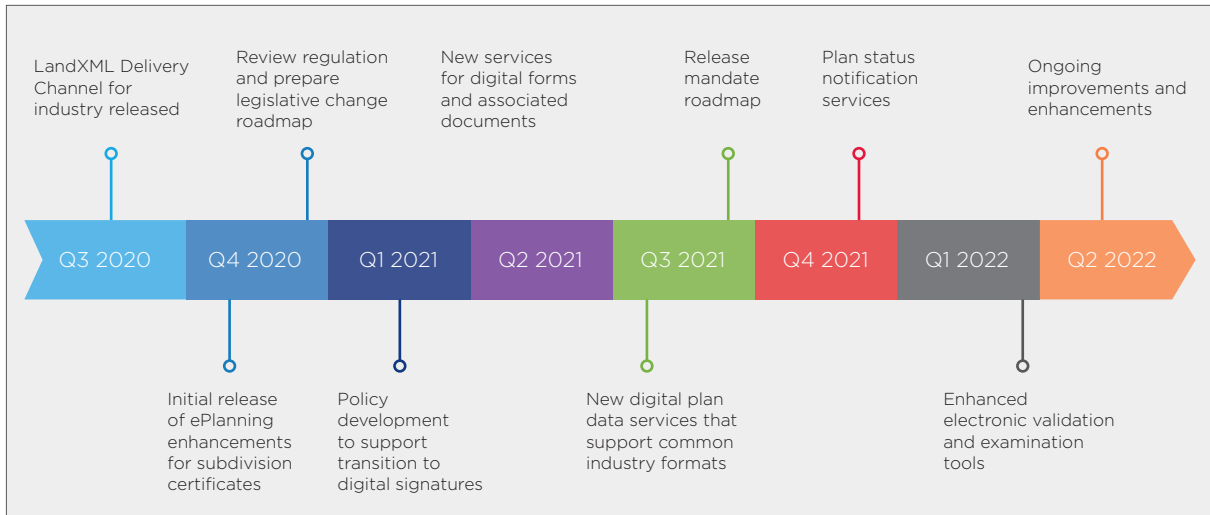 LandXML Delivery
Channel for
industry released
Review regulation
and prepare
legislative change
roadmap
New services
for digital forms
and associated
documents
Release
mandate
roadmap
Plan status
notification
services
Ongoing
improvements and
enhancements
Q3 2020
Q4 2020
Q1 2021
Q2 2021
Q3 2021
Q4 2021
Q1 2022
Q2 2022
Initial release
of ePlanning
enhancements
for subdivision
certificates
Policy
development
to support
transition to
digital signatures
New digital plan
data services that
support common
industry formats
Enhanced
electronic validation
and examination
tools